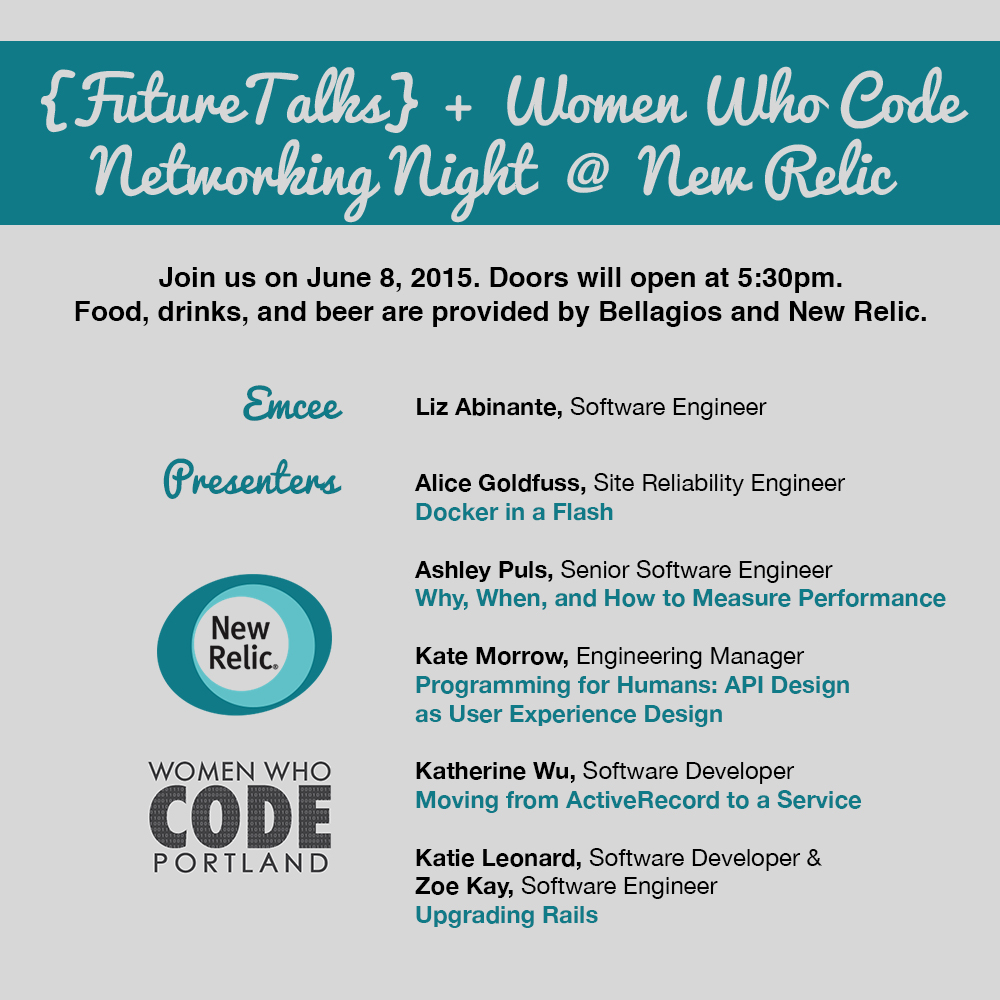 {FutureTalks} + Women Who Code
Networking Night @ New Relic
Join us on June 8, 2015. Doors will open at 5:30pm.
Food, drinks, and beer are provided by Bellagios and New Relic.
Emcee
Liz Abinante, Software Engineer
Presenters
Alice Goldfuss, Site Reliability Engineer
Docker in a Flash
Ashley Puls, Senior Software Engineer
Why, When, and How to Measure Performance
Kate Morrow, Engineering Manager
Programming for Humans: API Design
as User Experience Design
Katherine Wu, Software Developer
Moving from ActiveRecord to a Service
Katie Leonard, Software Developer &
Zoe Kay, Software Engineer
Upgrading Rails
New
Relic®
WOMEN WHO
CODE
PORTLAND